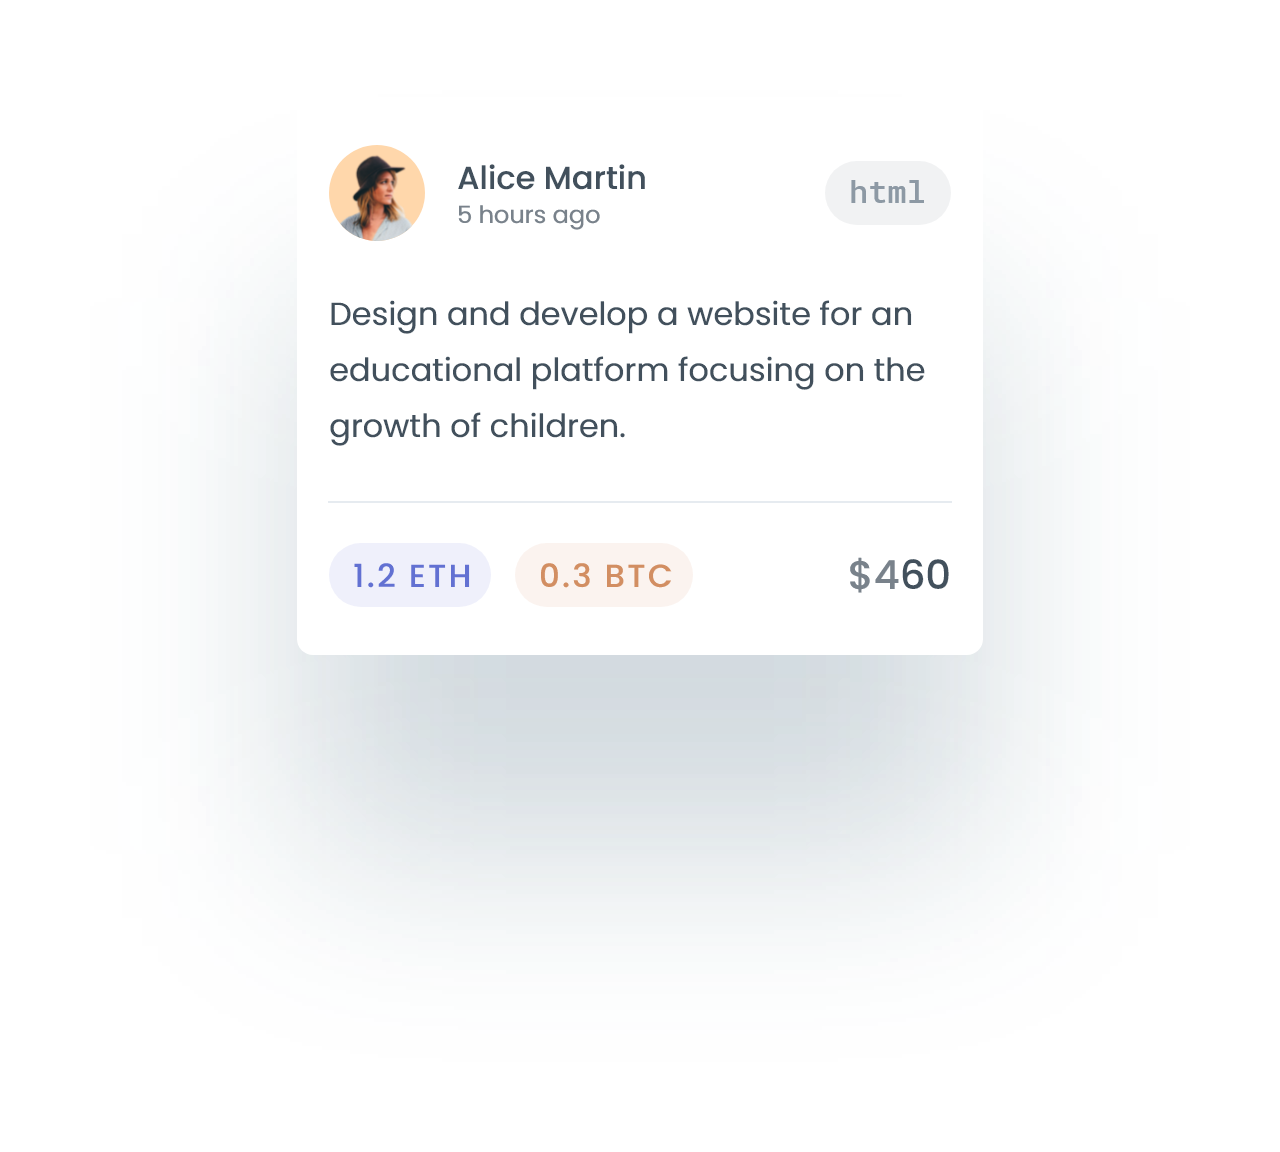 Alice Martin
5 hours ago
html
Design and develop a website for an
educational platform focusing on the
growth of children.
1.2 ETH
0.3 BTC
$460